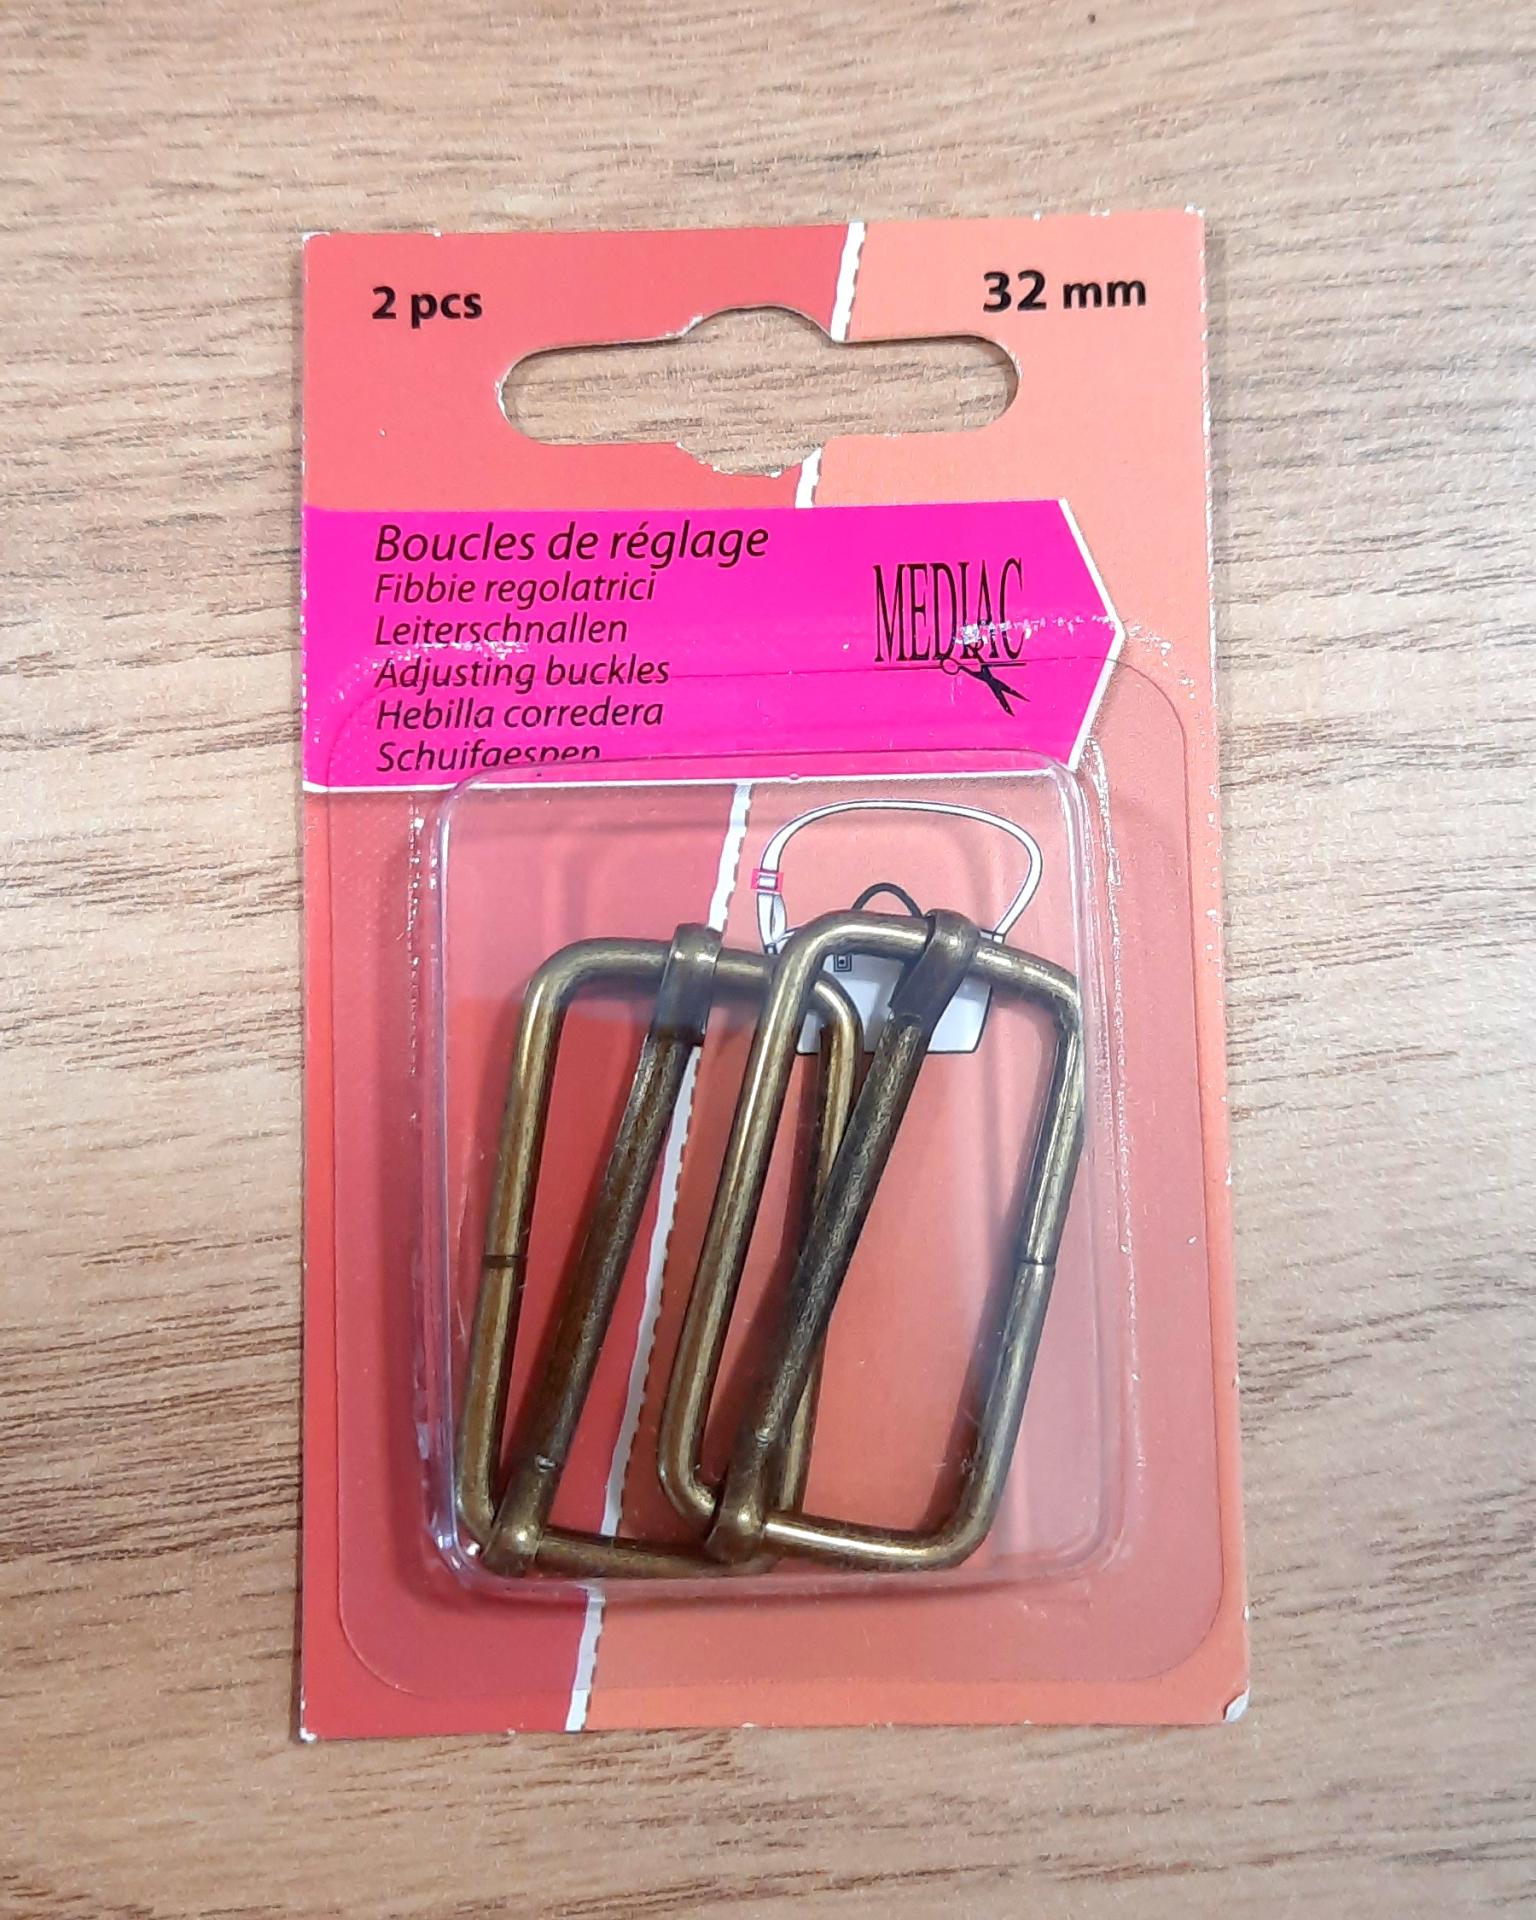 2 pcs
32 mm
Boucles de réglage
Fibbie regolatrici
Leiterschnallen
Adjusting buckles
Hebilla corredera
Schuifgespen
MEDIAC